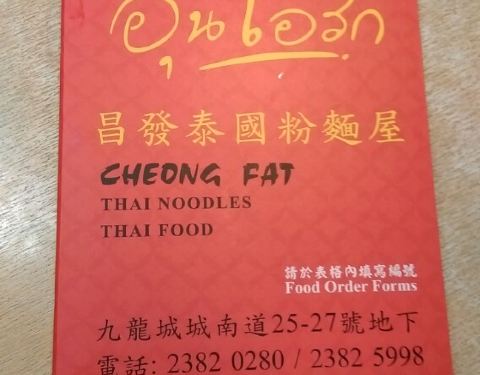 昌發泰國粉麵屋
CHEONG FAT
THAI NOODLES
THAI FOOD
請於表格內填寫編號
Food Order Forms
九龍城城南道25-27號地下
電話: 2382 0280 / 2382 5998